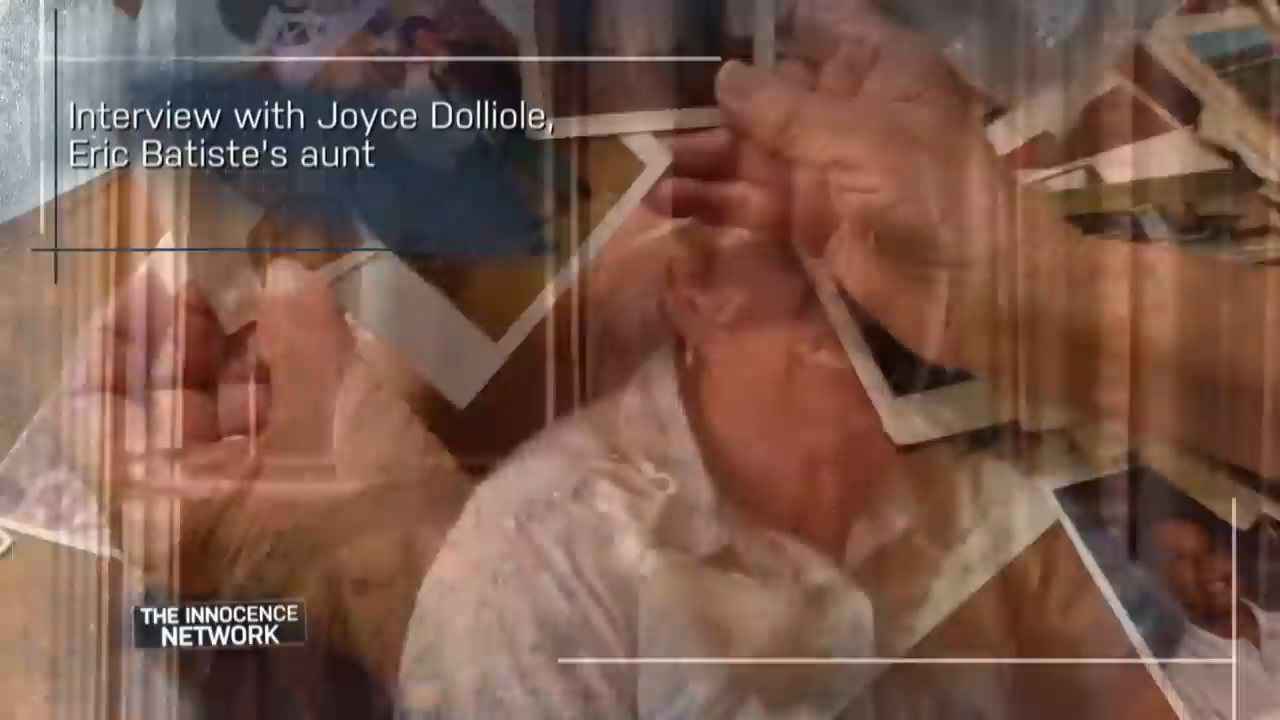 Interview with Joyce Dolliole,
Eric Batiste's aunt
THE INNOCENCE
NETWORK